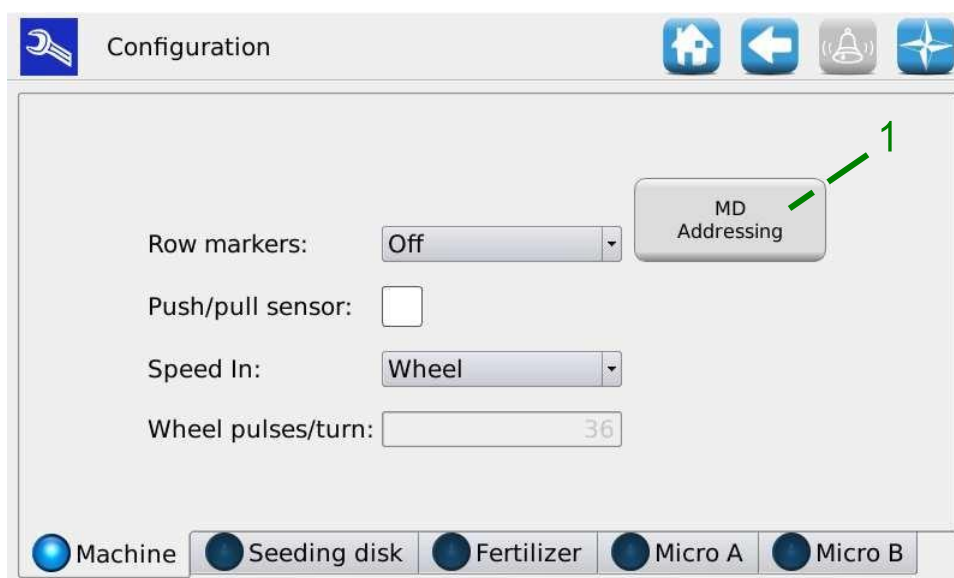 Configuration
1
MD
Addressing
Row markers:
Off
Push/pull sensor:
Speed In:
Wheel
Wheel pulses/turn:
36
Machine
Seeding disk
Fertilizer
Micro A
Micro B